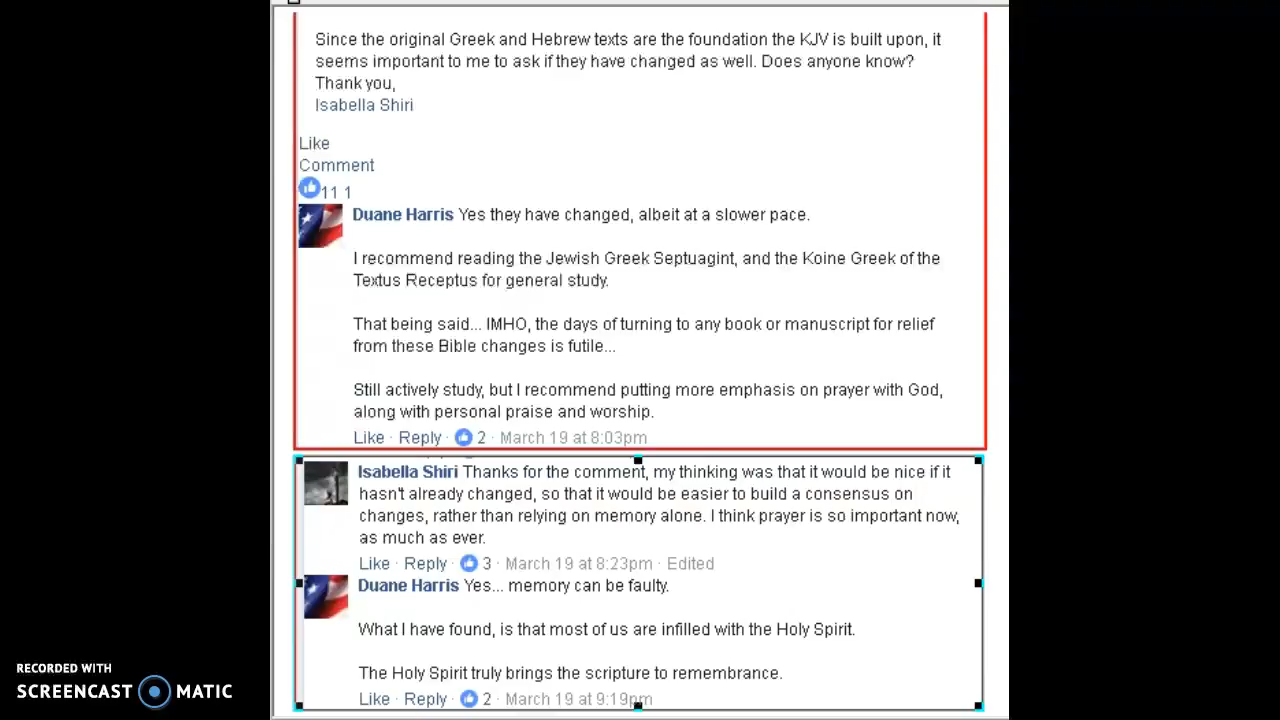 Since the original Greek and Hebrew texts are the foundation the KJV is built upon, it
seems important to me to ask if they have changed as well. Does anyone know?
Thank you,
Isabella Shiri
Like
Comment
11 1
Duane Harris Yes they have changed, albeit at a slower pace.
I recommend reading the Jewish Greek Septuagint, and the Koine Greek of the
Textus Receptus for general study.
That being said... IMHO, the days of turning to any book or manuscript for relief
from these Bible changes is futile...
Still actively study, but I recommend putting more emphasis on prayer with God,
along with personal praise and worship.
Like · Reply · 2 · March 19 at 8:03pm
Isabella Shiri Thanks for the comment, my thinking was that it would be nice if it
hasn't already changed, so that it would be easier to build a consensus on
changes, rather than relying on memory alone. I think prayer is so important now,
as much as ever.
Like · Reply · 3 · March 19 at 8:23pm · Edited
Duane Harris Yes... memory can be faulty.
What I have found, is that most of us are infilled with the Holy Spirit.
The Holy Spirit truly brings the scripture to remembrance.
Like · Reply · 2 · March 19 at 9:19pm
RECORDED WITH
SCREENCAST MATIC